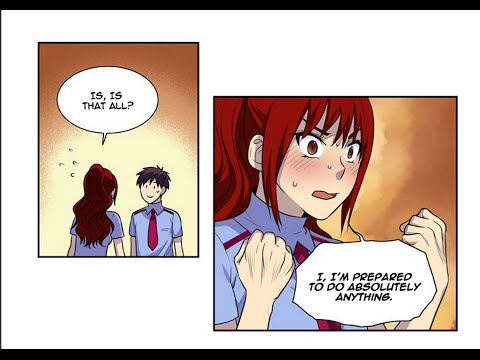 IS, IS
THAT ALL?
I, I'M PREPARED
TO DO ABSOLUTELY
ANYTHING.